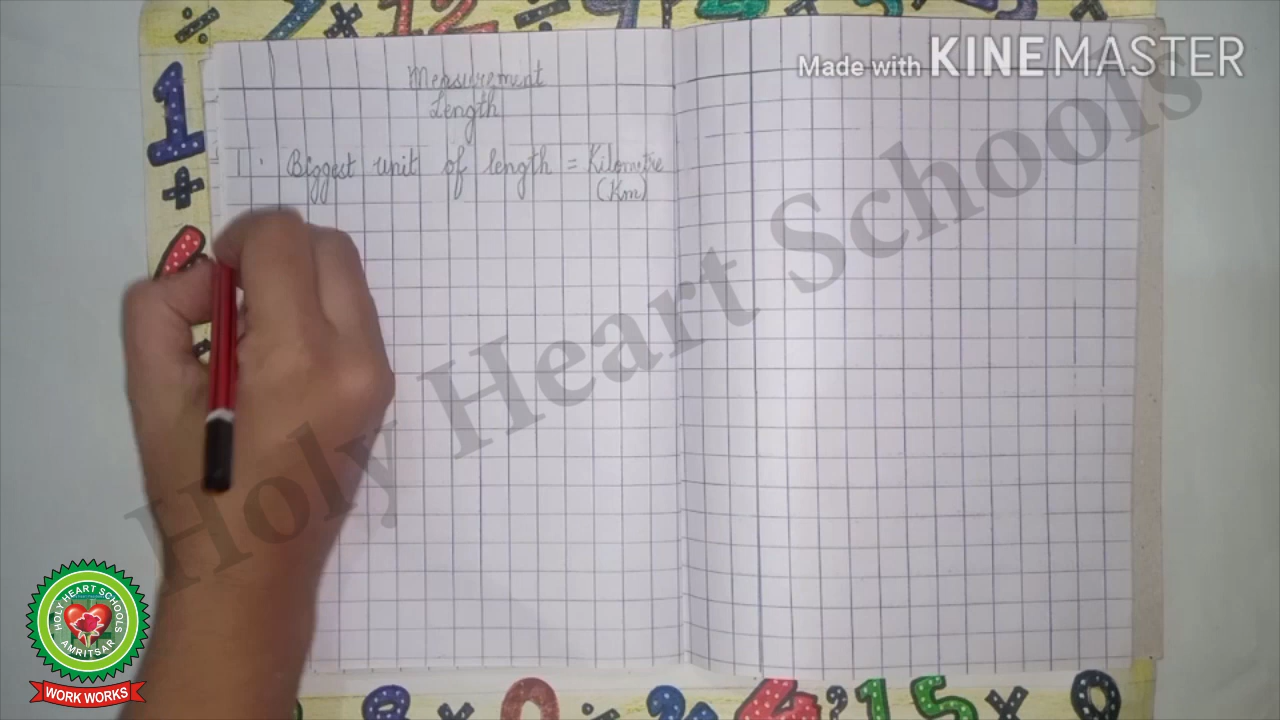 Made with KINEMASTER
Measurement
Length
1. Biggest unit of length = Kilometre
(Km)
Holy Heart Schools
HOLY HEART SCHOOLS
AMRITSAR
WORK WORKS